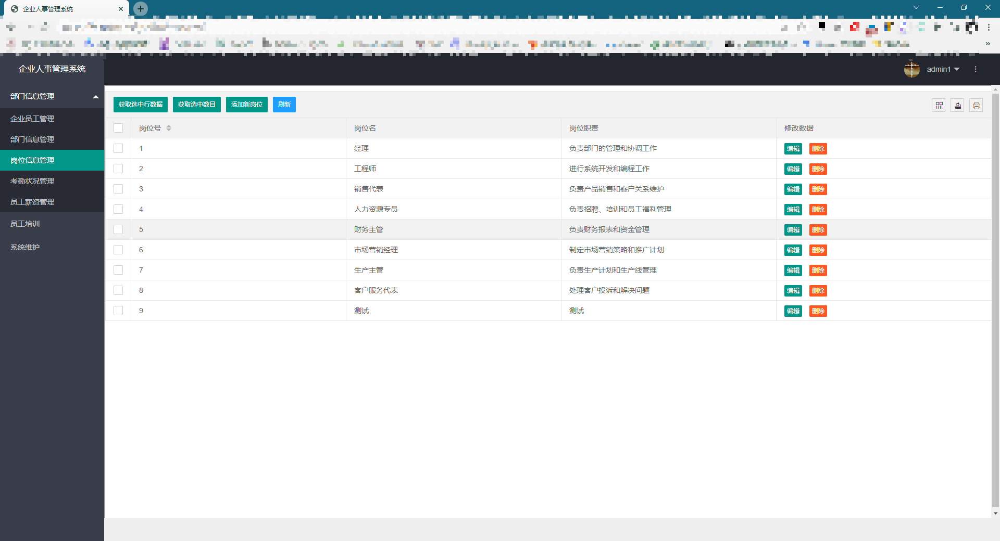 企业人事管理系统
企业人事管理系统
admin1
部门信息管理
企业员工管理
部门信息管理
岗位信息管理
考勤状况管理
员工薪资管理
员工培训
系统维护
获取选中行数据 获取选中数目 添加新岗位 刷新
岗位号 岗位名 岗位职责 修改数据
1 经理 负责部门的管理和协调工作 编辑 删除
2 工程师 进行系统开发和编程工作 编辑 删除
3 销售代表 负责产品销售和客户关系维护 编辑 删除
4 人力资源专员 负责招聘、培训和员工福利管理 编辑 删除
5 财务主管 负责财务报表和资金管理 编辑 删除
6 市场营销经理 制定市场营销策略和推广计划 编辑 删除
7 生产主管 负责生产计划和生产线管理 编辑 删除
8 客户服务代表 处理客户投诉和解决问题 编辑 删除
9 测试 测试 编辑 删除